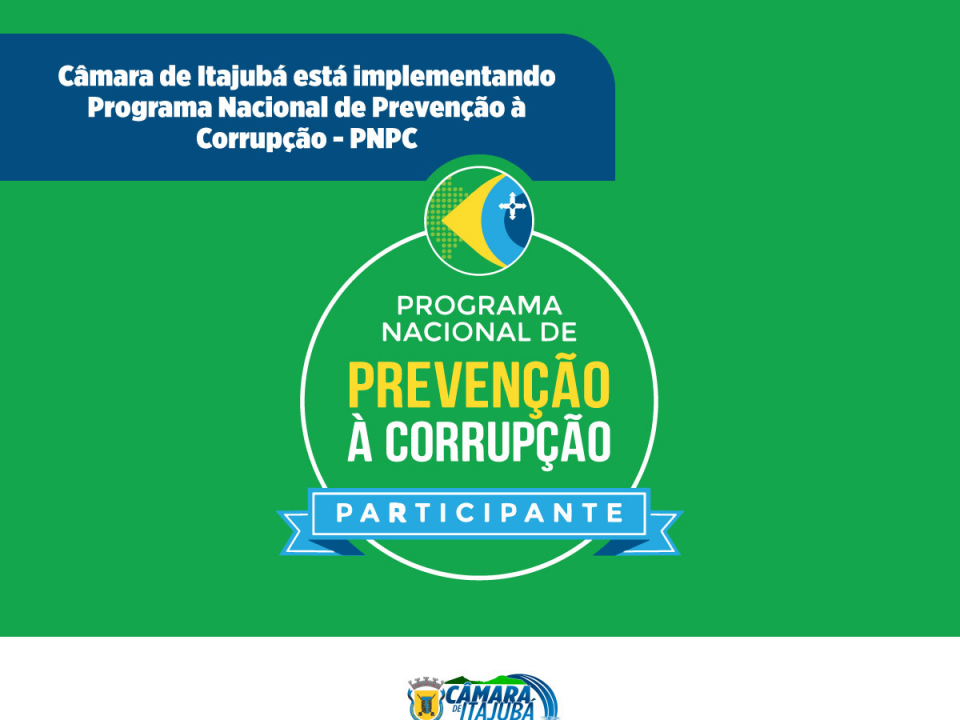 Câmara de Itajubá está implementando
Programa Nacional de Prevenção à
Corrupção - PNPC
PROGRAMA
NACIONAL DE
PREVENÇÃO
À CORRUPÇÃO
PARTICIPANTE
CÂMARA
DE ITAJUBÁ